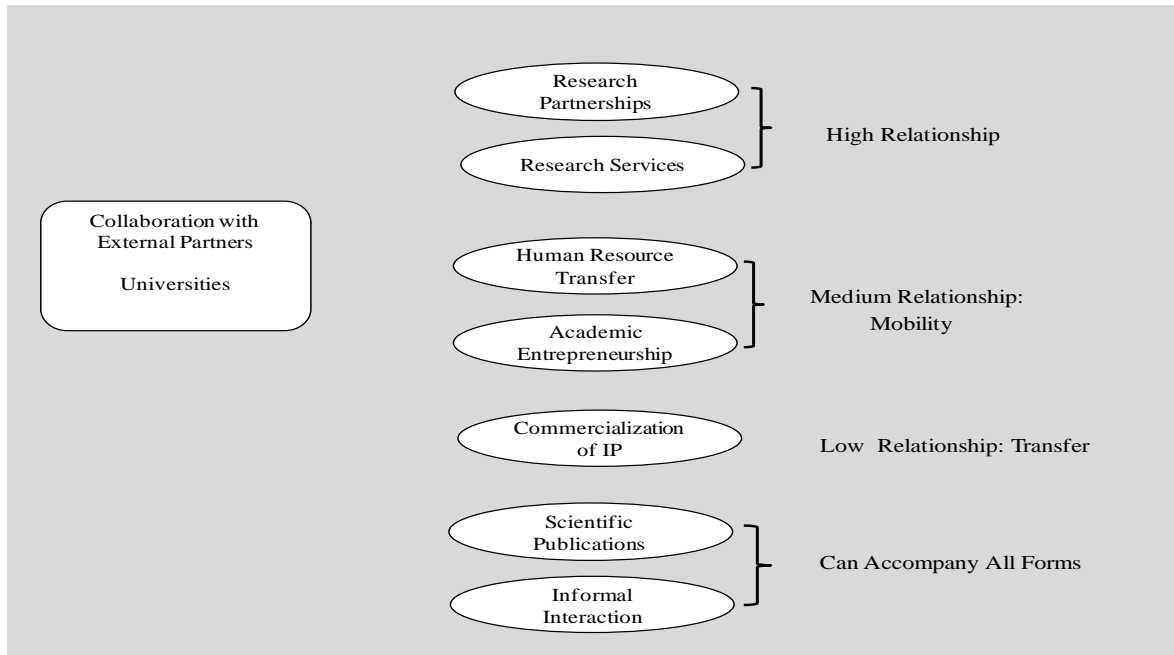 Research
Partnerships
High Relationship
Research Services
Collaboration with
External Partners
Universities
Human Resource
Transfer
Medium Relationship:
Mobility
Academic
Entrepreneurship
Commercialization
of IP
Low Relationship: Transfer
Scientific
Publications
Can Accompany All Forms
Informal
Interaction